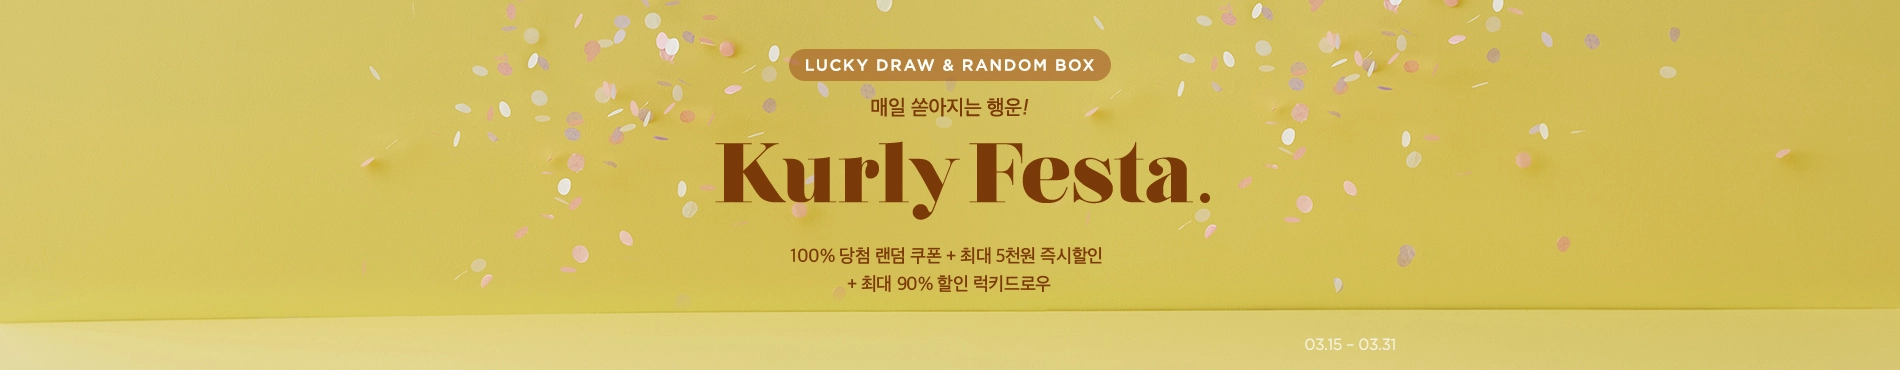 LUCKY DRAW & RANDOM BOX
매일 쏟아지는 행운!
Kurly Festa.
100% 당첨 랜덤 쿠폰 + 최대 5천원 즉시할인
+ 최대 90% 할인 럭키드로우
03.15 – 03.31